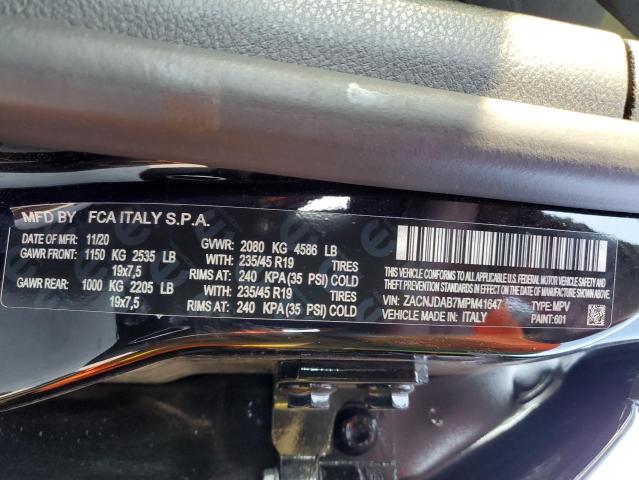 MFD BY FCA ITALY S.P.A.
DATE OF MFR: 11/20 GVWR: 2080 KG 4586 LB
GAWR FRONT: 1150 KG 2535 LB WITH: 235/45 R19 TIRES
19x7,5 RIMS AT: 240 KPA (35 PSI) COLD
GAWR REAR: 1000 KG 2205 LB WITH: 235/45 R19 TIRES
19x7,5 RIMS AT: 240 KPA (35 PSI) COLD
THIS VEHICLE CONFORMS TO ALL APPLICABLE U.S. FEDERAL MOTOR VEHICLE SAFETY, BUMPER, AND
THEFT PREVENTION STANDARDS IN EFFECT ON THE DATE OF MANUFACTURE SHOWN ABOVE.
VIN: ZACNJDAB7MPM41647 TYPE: MPV
VEHICLE MADE IN: ITALY PAINT: 601